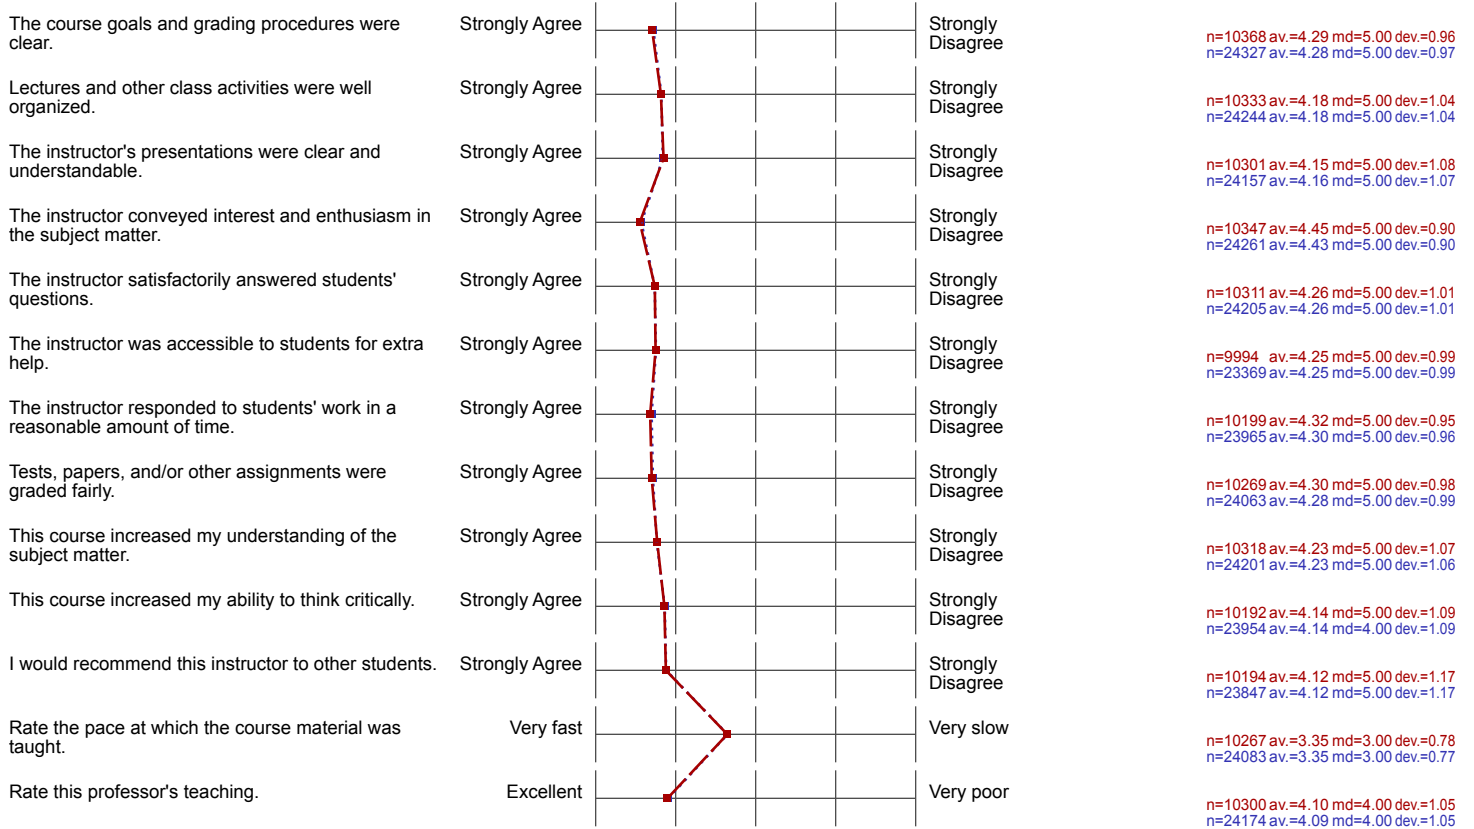 The course goals and grading procedures were
clear.
Strongly Agree
Strongly
Disagree
n=10368 av.=4.29 md=5.00 dev.=0.96
n=24327 av.=4.28 md=5.00 dev.=0.97
Lectures and other class activities were well
organized.
Strongly Agree
Strongly
Disagree
n=10333 av.=4.18 md=5.00 dev.=1.04
n=24244 av.=4.18 md=5.00 dev.=1.04
The instructor's presentations were clear and
understandable.
Strongly Agree
Strongly
Disagree
n=10301 av.=4.15 md=5.00 dev.=1.08
n=24157 av.=4.16 md=5.00 dev.=1.07
The instructor conveyed interest and enthusiasm in
the subject matter.
Strongly Agree
Strongly
Disagree
n=10347 av.=4.45 md=5.00 dev.=0.90
n=24261 av.=4.43 md=5.00 dev.=0.90
The instructor satisfactorily answered students'
questions.
Strongly Agree
Strongly
Disagree
n=10311 av.=4.26 md=5.00 dev.=1.01
n=24205 av.=4.26 md=5.00 dev.=1.01
The instructor was accessible to students for extra
help.
Strongly Agree
Strongly
Disagree
n=9994 av.=4.25 md=5.00 dev.=0.99
n=23369 av.=4.25 md=5.00 dev.=0.99
The instructor responded to students' work in a
reasonable amount of time.
Strongly Agree
Strongly
Disagree
n=10199 av.=4.32 md=5.00 dev.=0.95
n=23965 av.=4.30 md=5.00 dev.=0.96
Tests, papers, and/or other assignments were
graded fairly.
Strongly Agree
Strongly
Disagree
n=10269 av.=4.30 md=5.00 dev.=0.98
n=24063 av.=4.28 md=5.00 dev.=0.99
This course increased my understanding of the
subject matter.
Strongly Agree
Strongly
Disagree
n=10318 av.=4.23 md=5.00 dev.=1.07
n=24201 av.=4.23 md=5.00 dev.=1.06
This course increased my ability to think critically.
Strongly Agree
Strongly
Disagree
n=10192 av.=4.14 md=5.00 dev.=1.09
n=23954 av.=4.14 md=4.00 dev.=1.09
I would recommend this instructor to other students.
Strongly Agree
Strongly
Disagree
n=10194 av.=4.12 md=5.00 dev.=1.17
n=23847 av.=4.12 md=5.00 dev.=1.17
Rate the pace at which the course material was
taught.
Very fast
Very slow
n=10267 av.=3.35 md=3.00 dev.=0.78
n=24083 av.=3.35 md=3.00 dev.=0.77
Rate this professor's teaching.
Excellent
Very poor
n=10300 av.=4.10 md=4.00 dev.=1.05
n=24174 av.=4.09 md=4.00 dev.=1.05